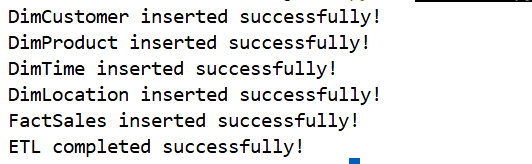 DimCustomer inserted successfully!
DimProduct inserted successfully!
DimTime inserted successfully!
DimLocation inserted successfully!
FactSales inserted successfully!
ETL completed successfully!